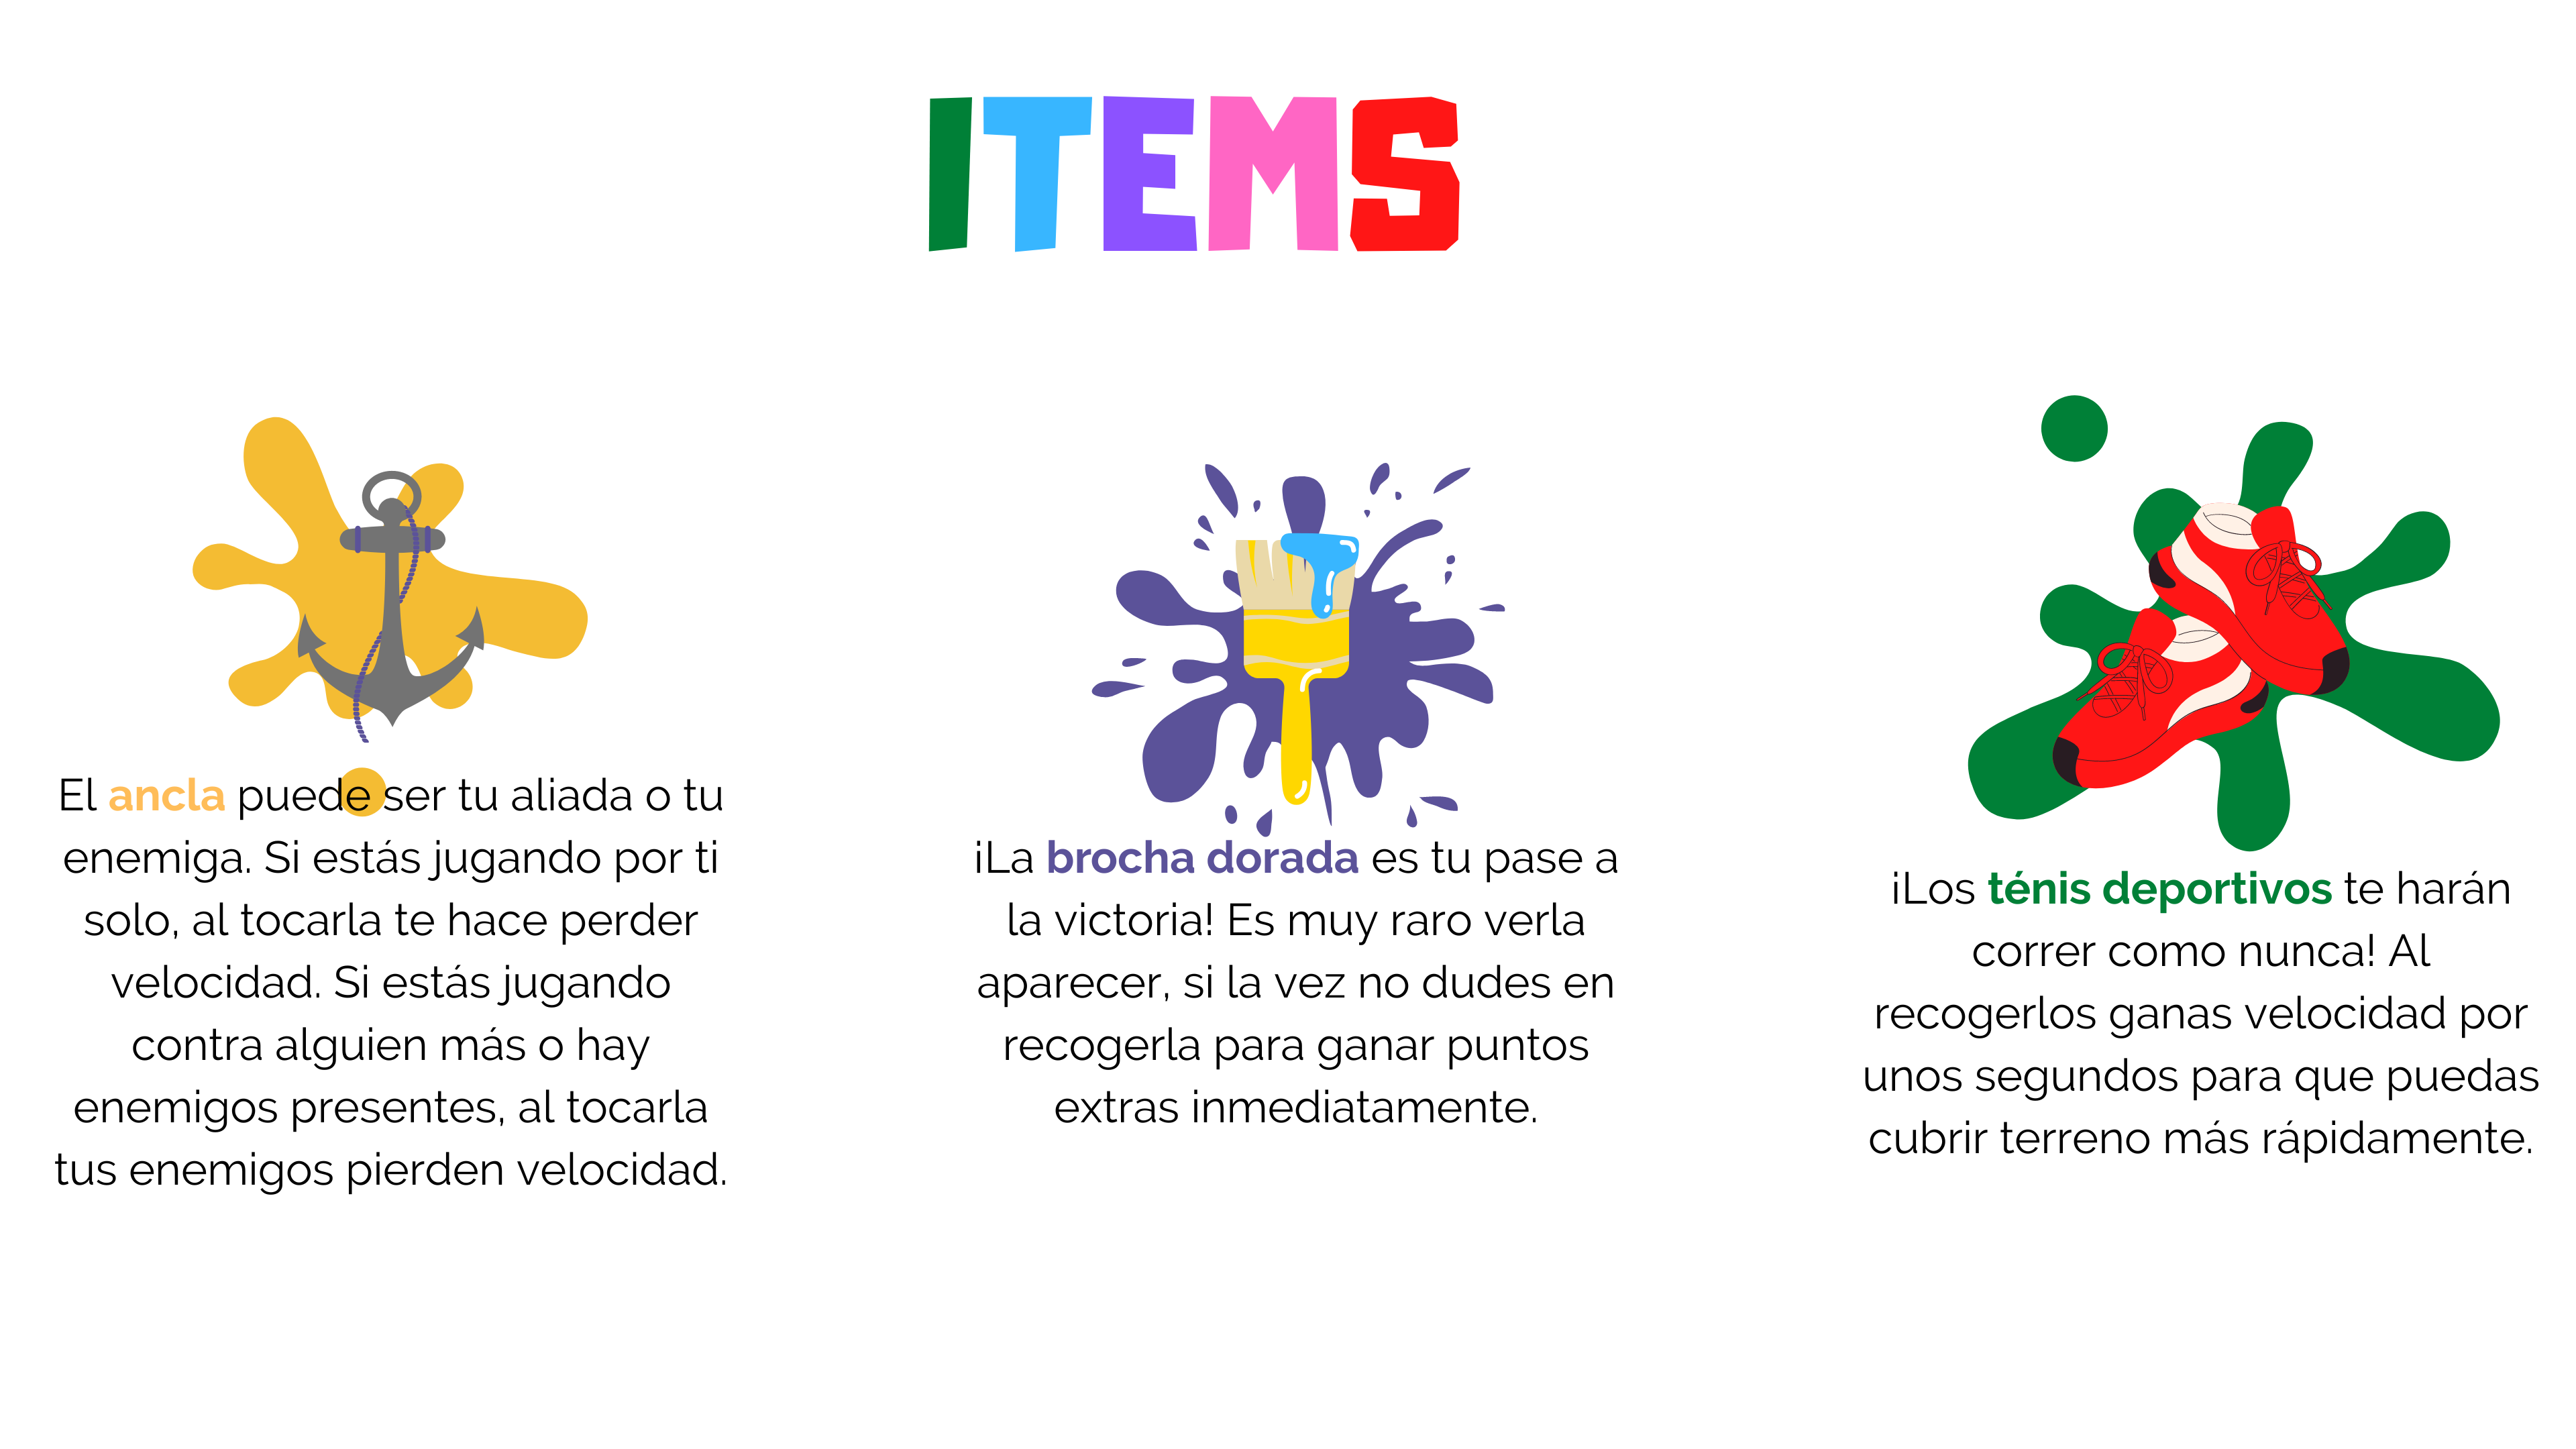 ITEMS
El ancla puede ser tu aliada o tu
enemiga. Si estás jugando por ti
solo, al tocarla te hace perder
velocidad. Si estás jugando
contra alguien más o hay
enemigos presentes, al tocarla
tus enemigos pierden velocidad.
¡La brocha dorada es tu pase a
la victoria! Es muy raro verla
aparecer, si la vez no dudes en
recogerla para ganar puntos
extras inmediatamente.
¡Los ténis deportivos te harán
correr como nunca! Al
recogerlos ganas velocidad por
unos segundos para que puedas
cubrir terreno más rápidamente.